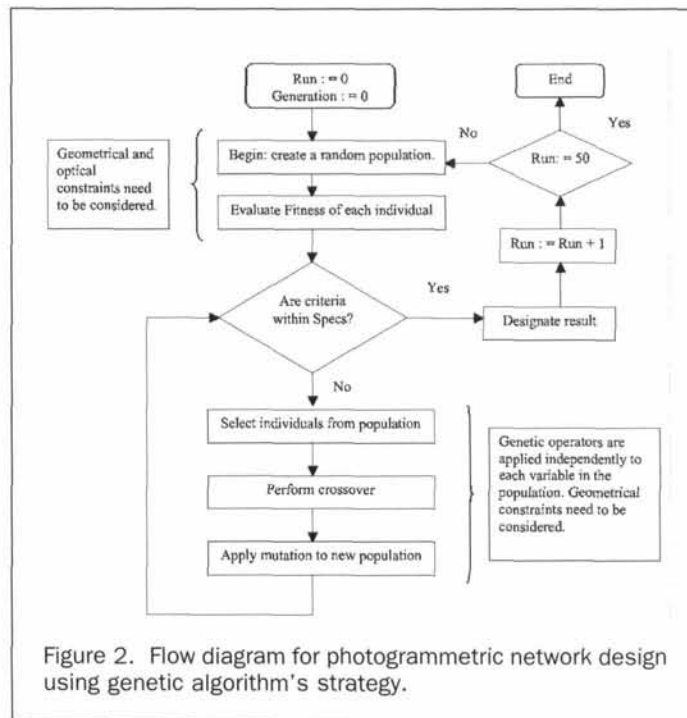 Run : = 0
Generation : = 0
End
Yes
No
Geometrical and
optical
constraints need
to be considered.
Begin: create a random population.
Run: = 50
Evaluate Fitness of each individual
Run : = Run + 1
Are criteria
within Specs?
Yes
Designate result
No
Select individuals from population
Perform crossover
Apply mutation to new population
Genetic operators are
applied independently to
each variable in the
population. Geometrical
constraints need to be
considered.
Figure 2. Flow diagram for photogrammetric network design
using genetic algorithm's strategy.